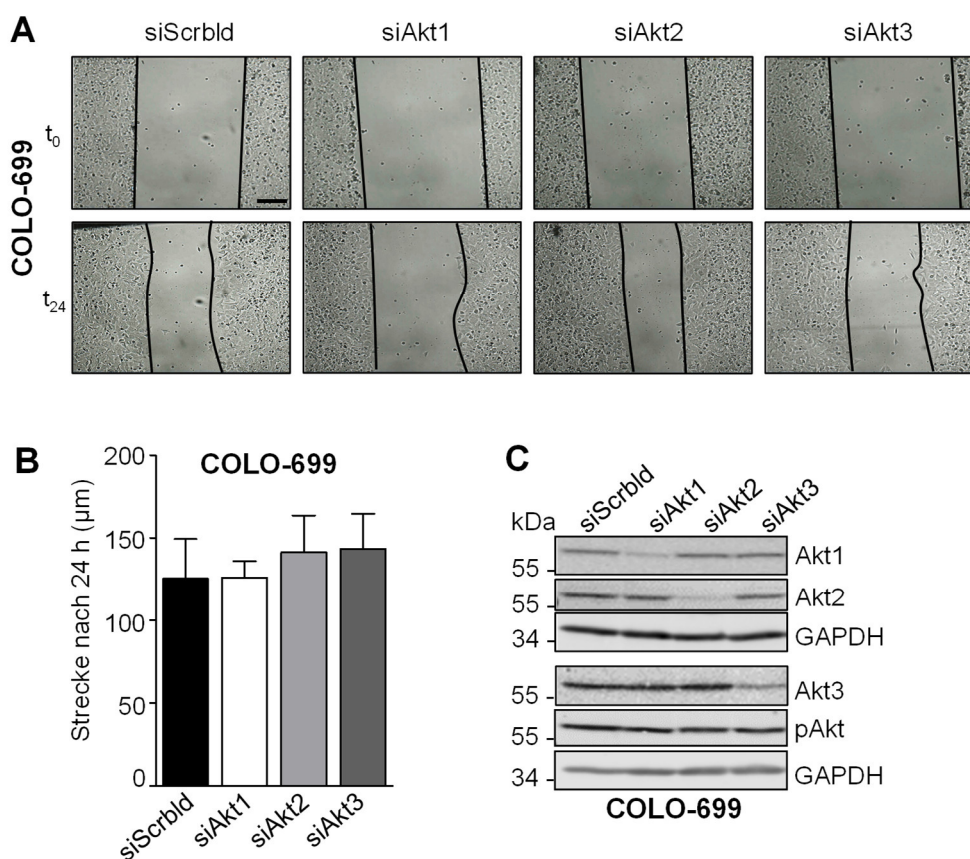 A
siScrbld siAkt1 siAkt2 siAkt3
COLO-699
t0
t24
B
COLO-699
Strecke nach 24 h (µm)
200
150
100
50
0
siScrbld siAkt1 siAkt2 siAkt3
C
kDa siScrbld siAkt1 siAkt2 siAkt3
55 - Akt1
55 - Akt2
34 - GAPDH
55 - Akt3
55 - pAkt
34 - GAPDH
COLO-699